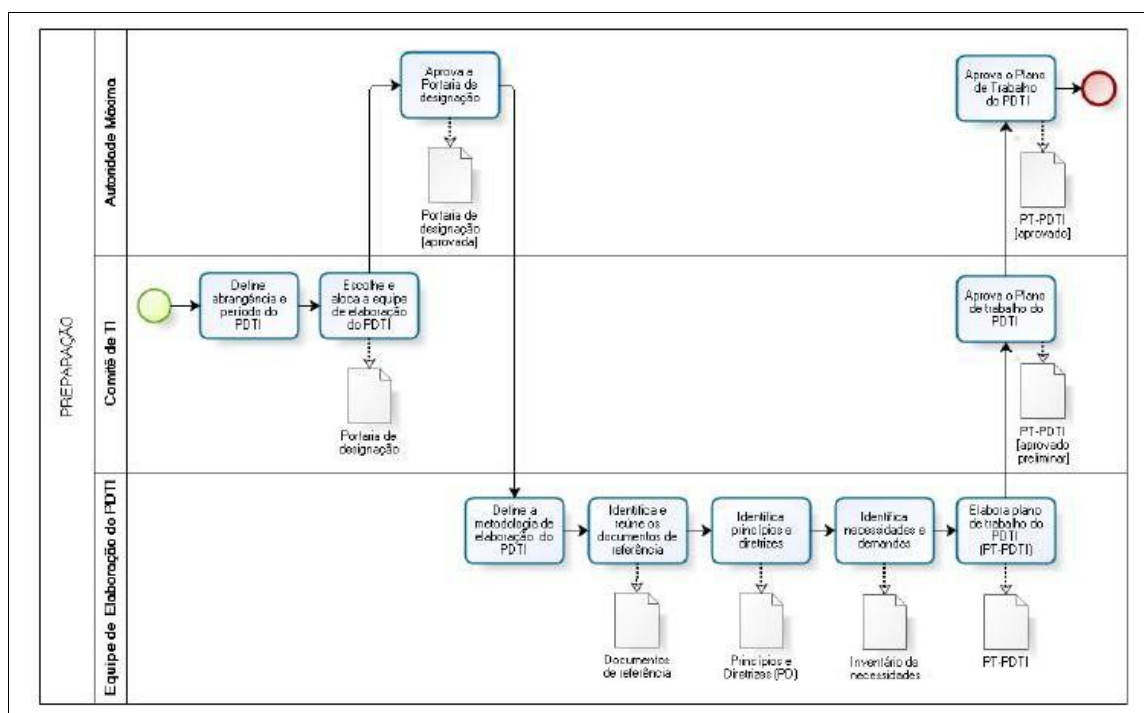 PREPARAÇÃO
Autoridade Máxima
Aprova a
Portaria de
designação
Portaria de
designação
[aprovada]
Aprova o Plano
de Trabalho
do PDTI
PT-PDTI
[aprovado]
Comitê de TI
Define
abrangência e
período do
PDTI
Escolhe e
aloca a equipe
de elaboração
do PDTI
Portaria de
designação
Aprova o Plano
de trabalho do
PDTI
PT-PDTI
[aprovado
preliminar]
Equipe de Elaboração do PDTI
Define a
metodologia de
elaboração do
PDTI
Identifica e
reúne os
documentos de
referência
Documentos
de referência
Identifica
princípios e
diretrizes
Princípios e
Diretrizes (PD)
Identifica
necessidades e
demandas
Inventário de
necessidades
Elabora plano
de trabalho do
PDTI
(PT-PDTI)
PT-PDTI